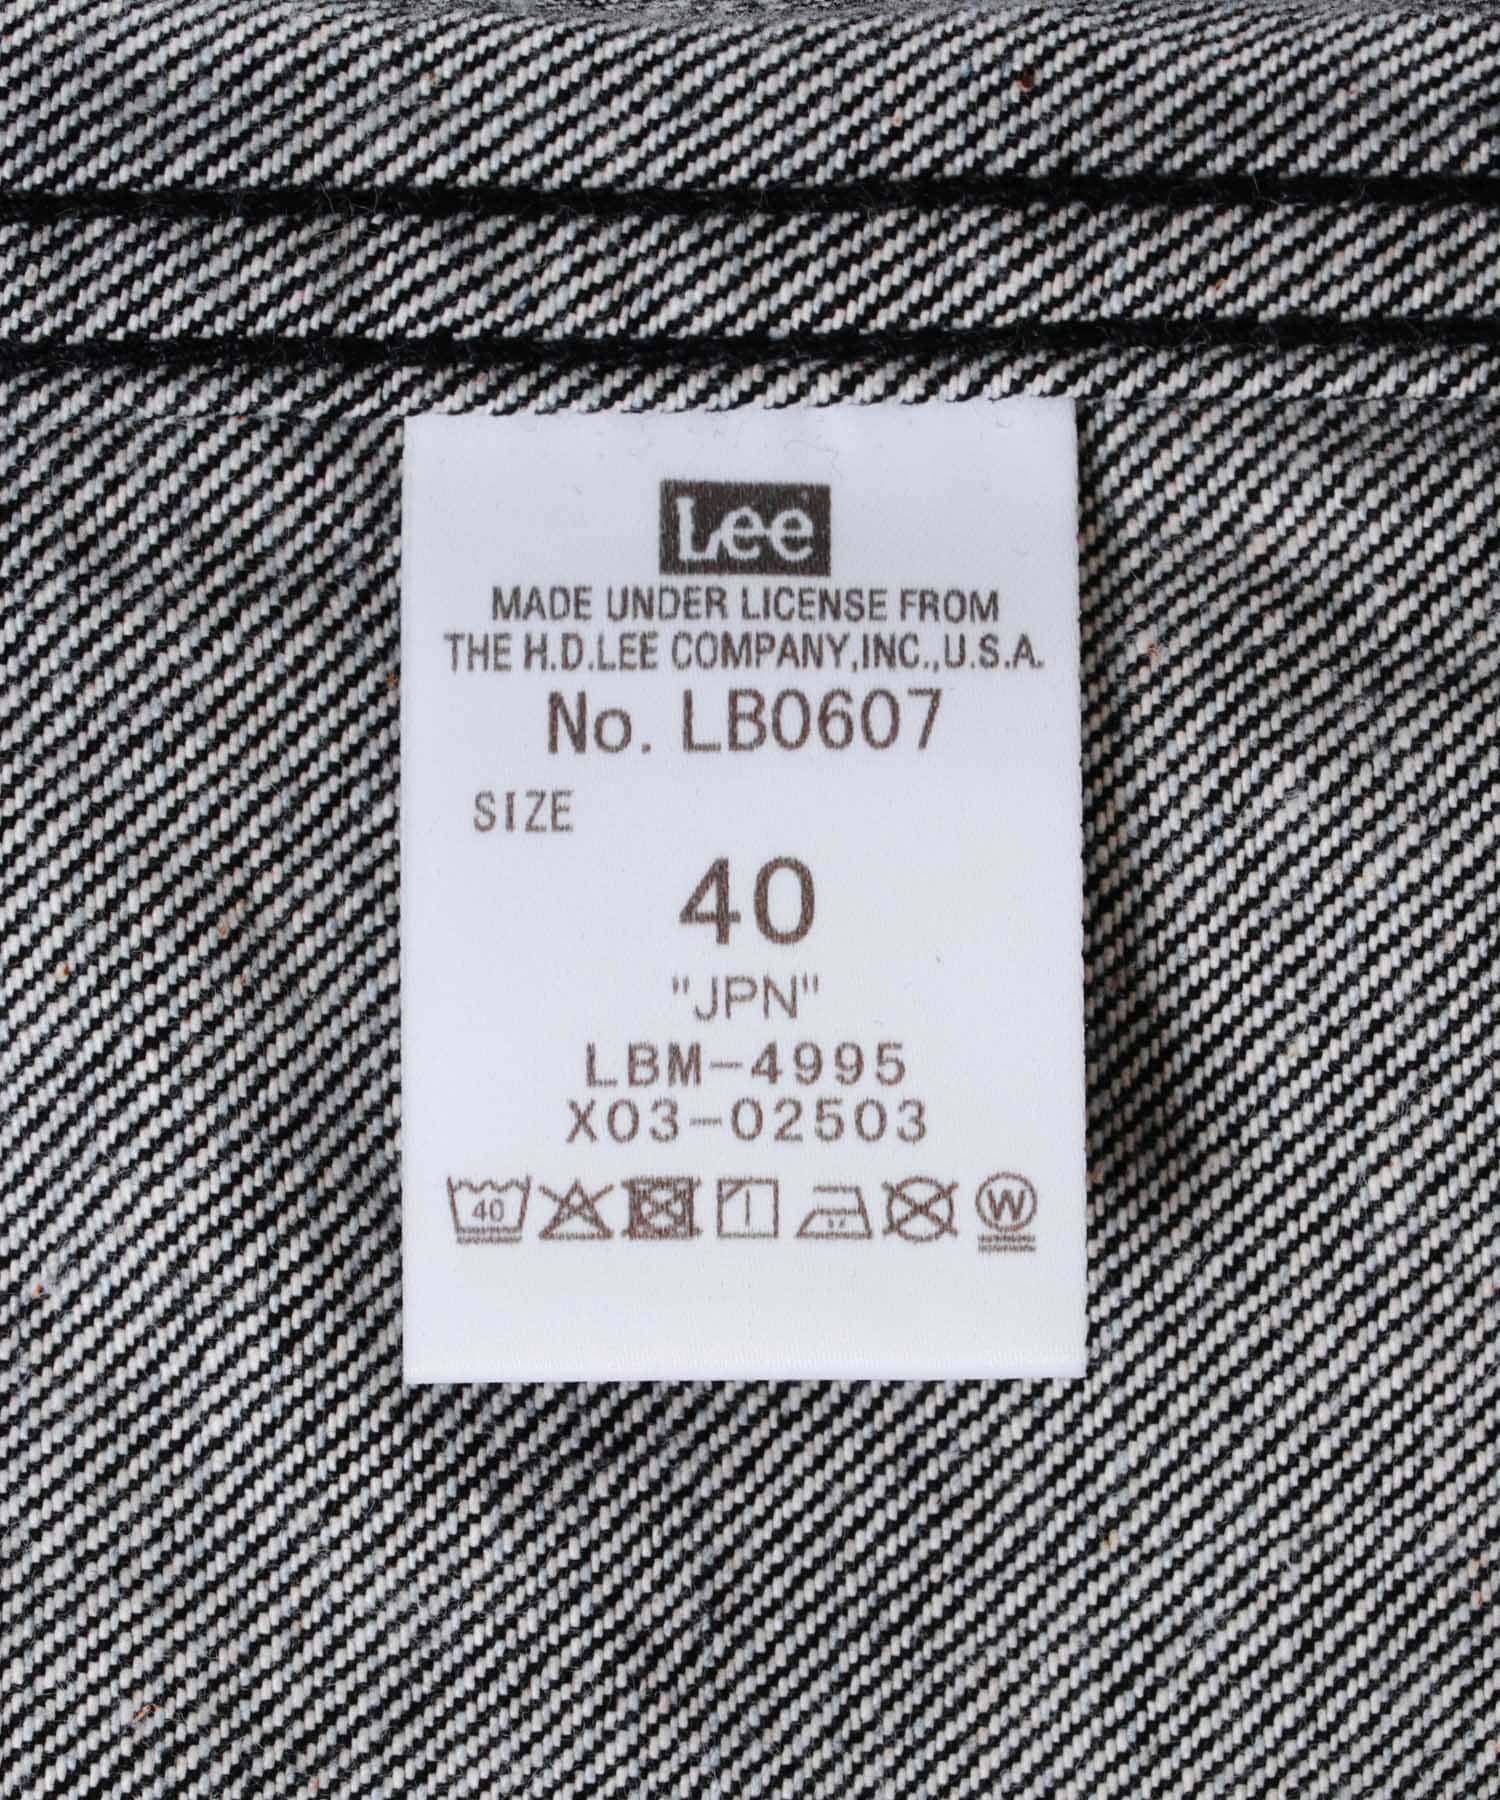 Lee
MADE UNDER LICENSE FROM
THE H.D.LEE COMPANY,INC.,U.S.A.
No. LB0607
SIZE
40
"JPN"
LBM-4995
X03-02503
40 W